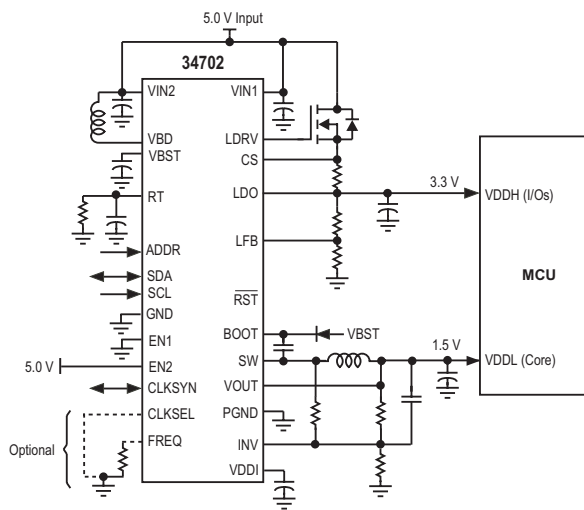 5.0 V Input
34702
VIN2
VIN1
VBD
LDRV
VBST
CS
RT
LDO
3.3 V
VDDH (I/Os)
ADDR
LFB
MCU
SDA
SCL
RST
GND
BOOT
VBST
EN1
SW
1.5 V
VDDL (Core)
5.0 V
EN2
VOUT
CLKSYN
CLKSEL
PGND
Optional
FREQ
INV
VDDI